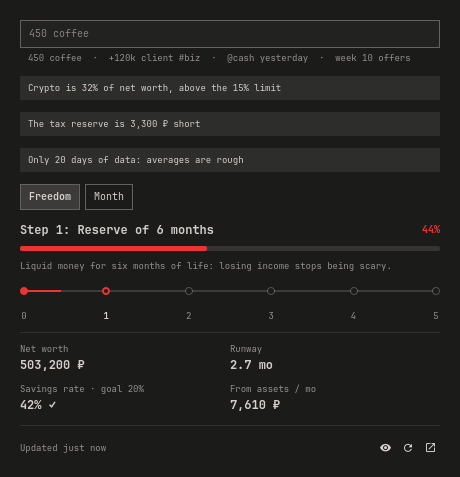 450 coffee
450 coffee · +120k client #biz · @cash yesterday · week 10 offers
Crypto is 32% of net worth, above the 15% limit
The tax reserve is 3,300 ₽ short
Only 20 days of data: averages are rough
Freedom Month
Step 1: Reserve of 6 months 44%
Liquid money for six months of life: losing income stops being scary.
0 1 2 3 4 5
Net worth Runway
503,200 ₽ 2.7 mo
Savings rate · goal 20% From assets / mo
42% ✓ 7,610 ₽
Updated just now